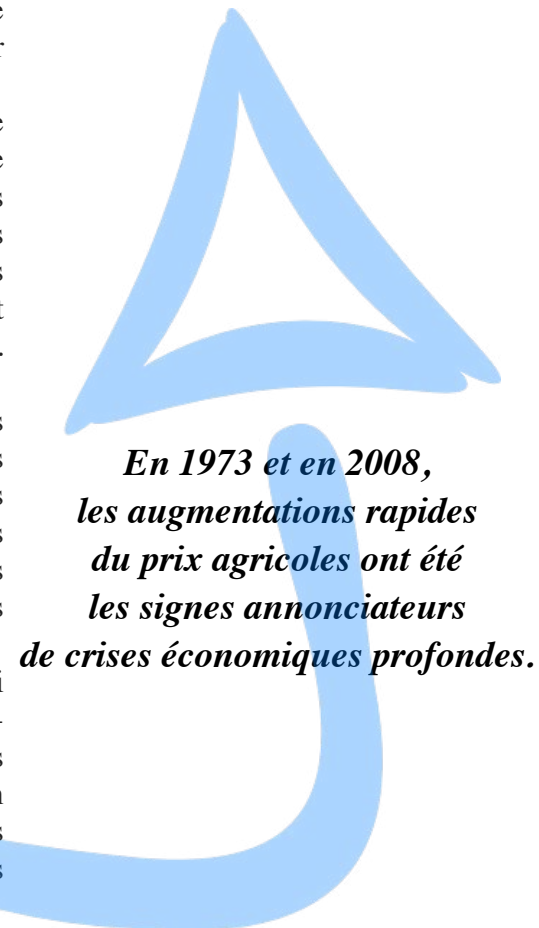 En 1973 et en 2008,
les augmentations rapides
du prix agricoles ont été
les signes annonciateurs
de crises économiques profondes.